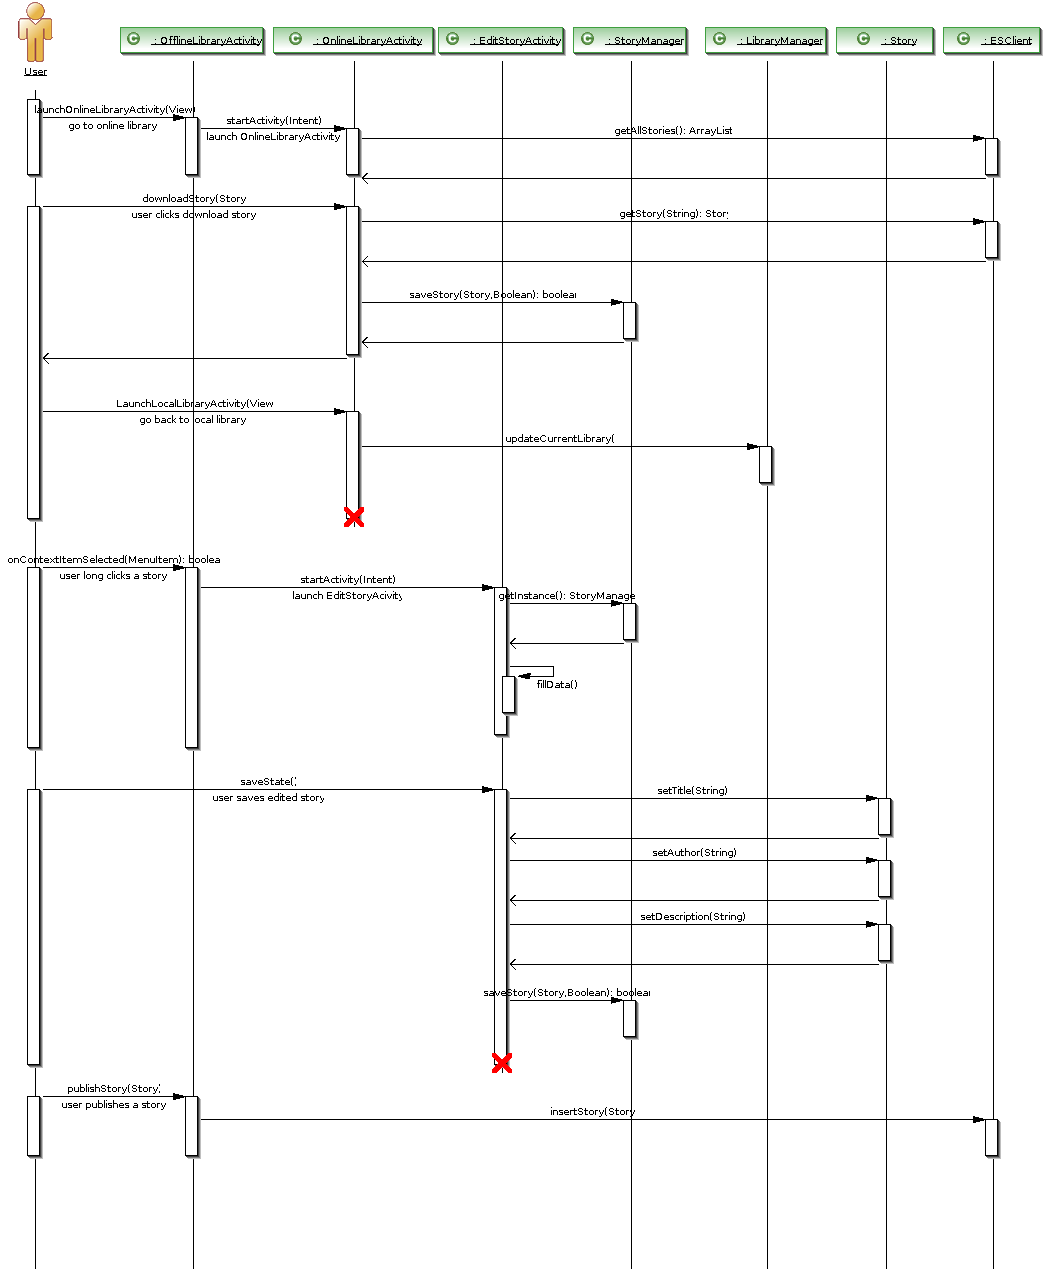 : OfflineLibraryActivity
: OnlineLibraryActivity
: EditStoryActivity
: StoryManager
: LibraryManager
: Story
: ESClient
User
launchOnlineLibraryActivity(View)
go to online library
startActivity(Intent)
launch OnlineLibraryActivity
getAllStories(): ArrayList
downloadStory(Story
user clicks download story
getStory(String): Story
saveStory(Story,Boolean): boolean
LaunchLocalLibraryActivity(View
go back to local library
updateCurrentLibrary(
onContextItemSelected(MenuItem): boolea
user long clicks a story
startActivity(Intent)
launch EditStoryAcivity
getInstance(): StoryManage
fillData()
saveState()
user saves edited story
setTitle(String)
setAuthor(String)
setDescription(String)
saveStory(Story,Boolean): boolean
publishStory(Story)
user publishes a story
insertStory(Story